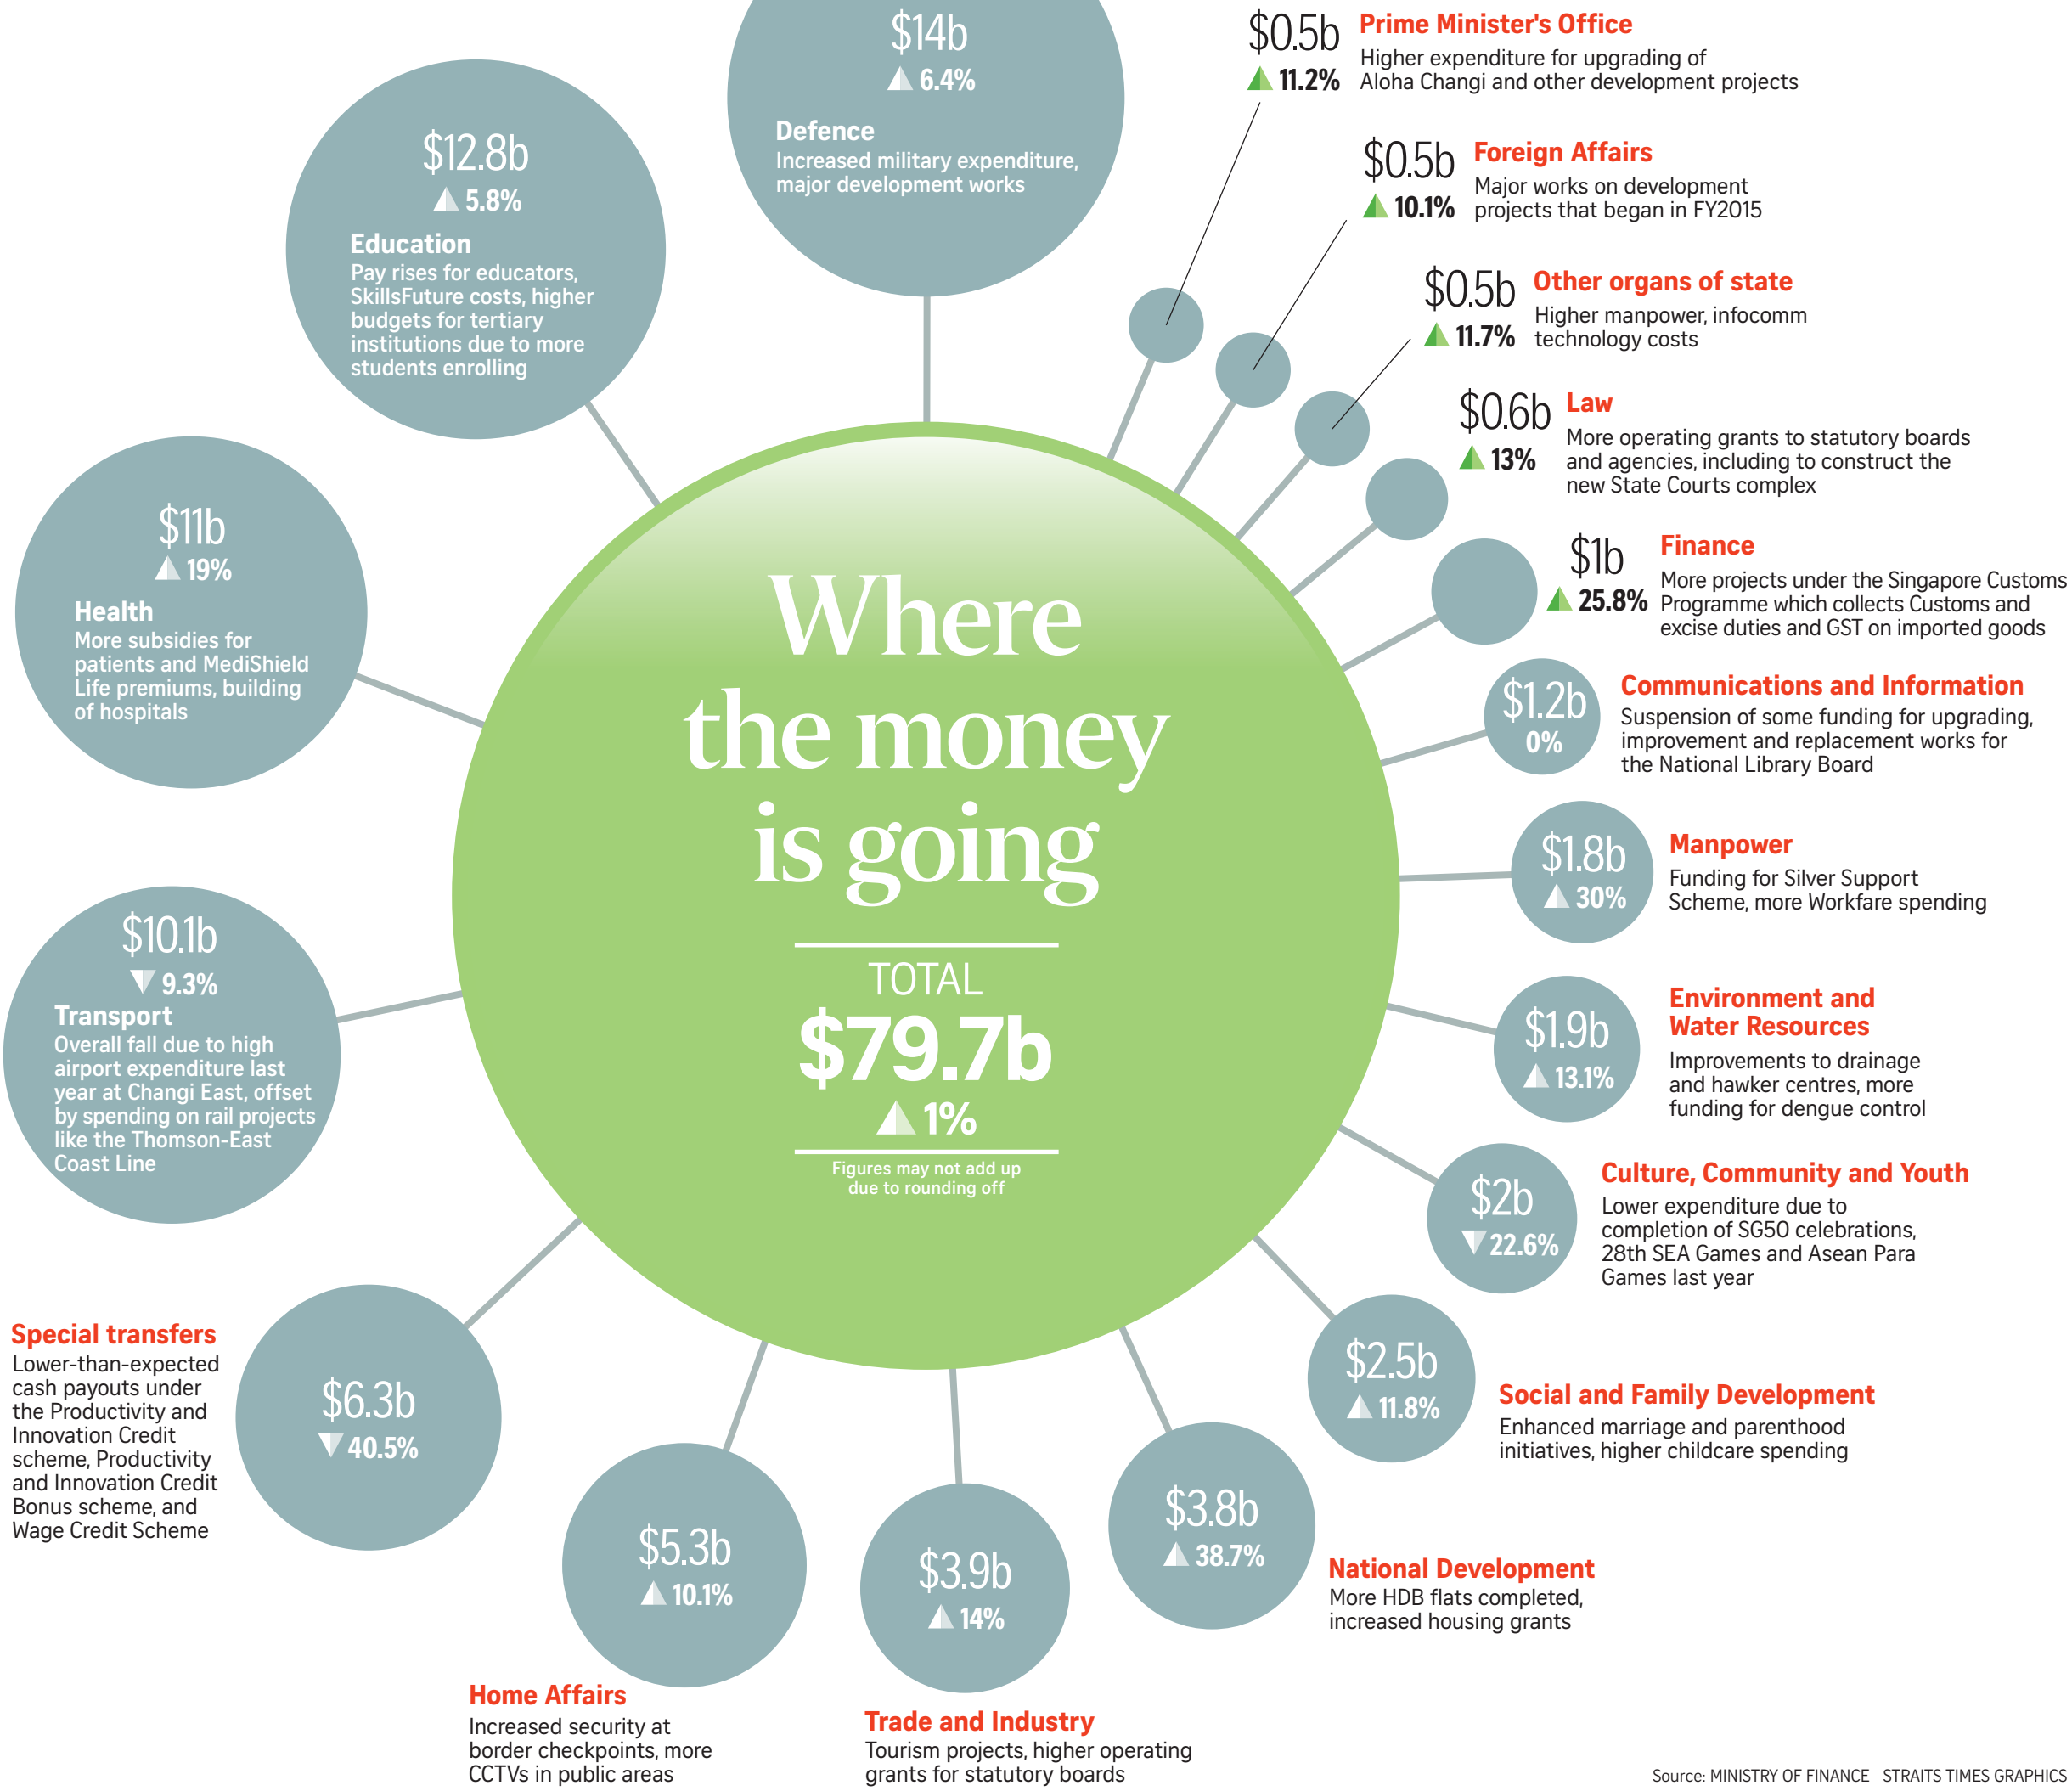 Where
the money
is going
TOTAL
$79.7b
1%
Figures may not add up
due to rounding off
$14b
6.4%
Defence
Increased military expenditure,
major development works
$0.5b
11.2%
Prime Minister's Office
Higher expenditure for upgrading of
Aloha Changi and other development projects
$0.5b
10.1%
Foreign Affairs
Major works on development
projects that began in FY2015
$0.5b
11.7%
Other organs of state
Higher manpower, infocomm
technology costs
$0.6b
13%
Law
More operating grants to statutory boards
and agencies, including to construct the
new State Courts complex
$1b
25.8%
Finance
More projects under the Singapore Customs
Programme which collects Customs and
excise duties and GST on imported goods
$1.2b
0%
Communications and Information
Suspension of some funding for upgrading,
improvement and replacement works for
the National Library Board
$1.8b
30%
Manpower
Funding for Silver Support
Scheme, more Workfare spending
$1.9b
13.1%
Environment and
Water Resources
Improvements to drainage
and hawker centres, more
funding for dengue control
$2b
22.6%
Culture, Community and Youth
Lower expenditure due to
completion of SG50 celebrations,
28th SEA Games and Asean Para
Games last year
$2.5b
11.8%
Social and Family Development
Enhanced marriage and parenthood
initiatives, higher childcare spending
$3.8b
38.7%
National Development
More HDB flats completed,
increased housing grants
$3.9b
14%
Trade and Industry
Tourism projects, higher operating
grants for statutory boards
$5.3b
10.1%
Home Affairs
Increased security at
border checkpoints, more
CCTVs in public areas
$6.3b
40.5%
Special transfers
Lower-than-expected
cash payouts under
the Productivity and
Innovation Credit
scheme, Productivity
and Innovation Credit
Bonus scheme, and
Wage Credit Scheme
$10.1b
9.3%
Transport
Overall fall due to high
airport expenditure last
year at Changi East, offset
by spending on rail projects
like the Thomson-East
Coast Line
$11b
19%
Health
More subsidies for
patients and MediShield
Life premiums, building
of hospitals
$12.8b
5.8%
Education
Pay rises for educators,
SkillsFuture costs, higher
budgets for tertiary
institutions due to more
students enrolling
Source: MINISTRY OF FINANCE STRAITS TIMES GRAPHICS